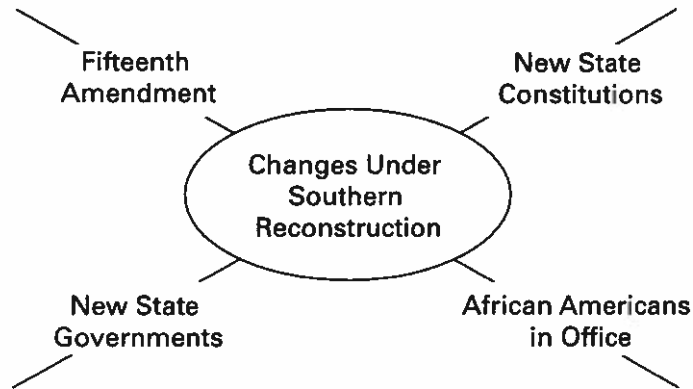 Fifteenth
Amendment
New State
Constitutions
Changes Under
Southern
Reconstruction
New State
Governments
African Americans
in Office